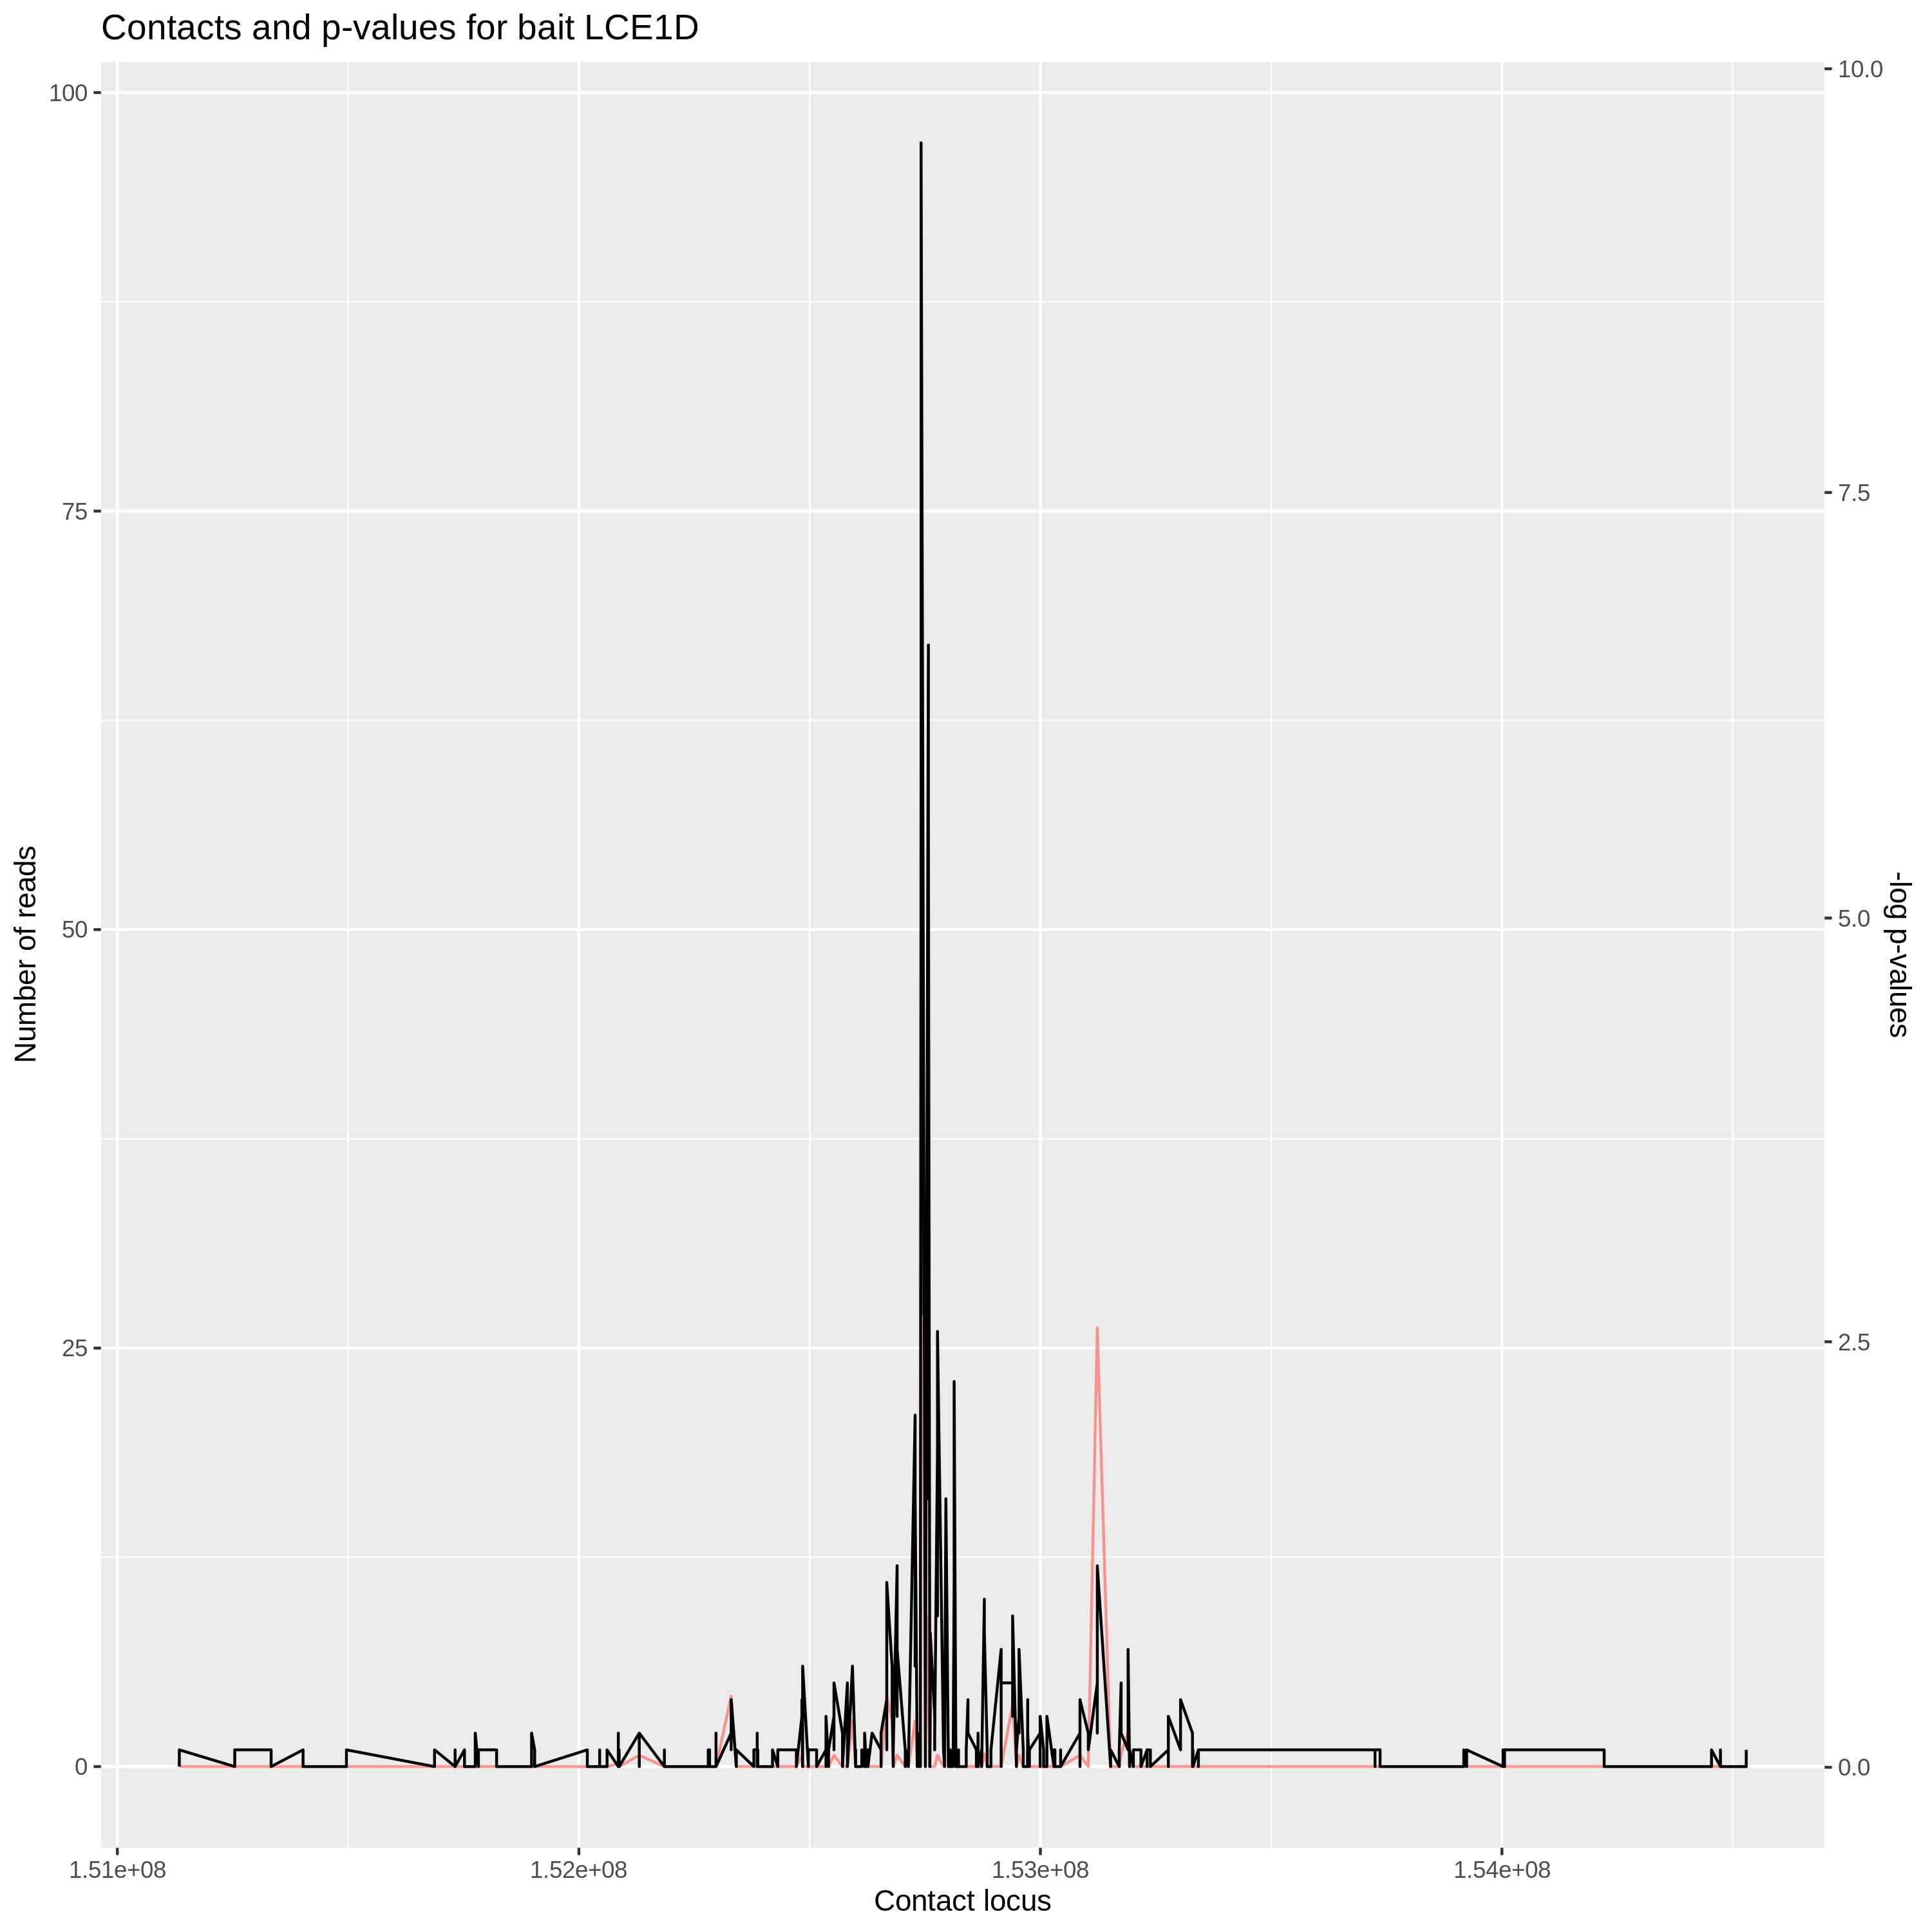 Contacts and p-values for bait LCE1D
100
75
50
25
0
Number of reads
10.0
7.5
5.0
2.5
0.0
-log p-values
1.51e+08
1.52e+08
1.53e+08
1.54e+08
Contact locus